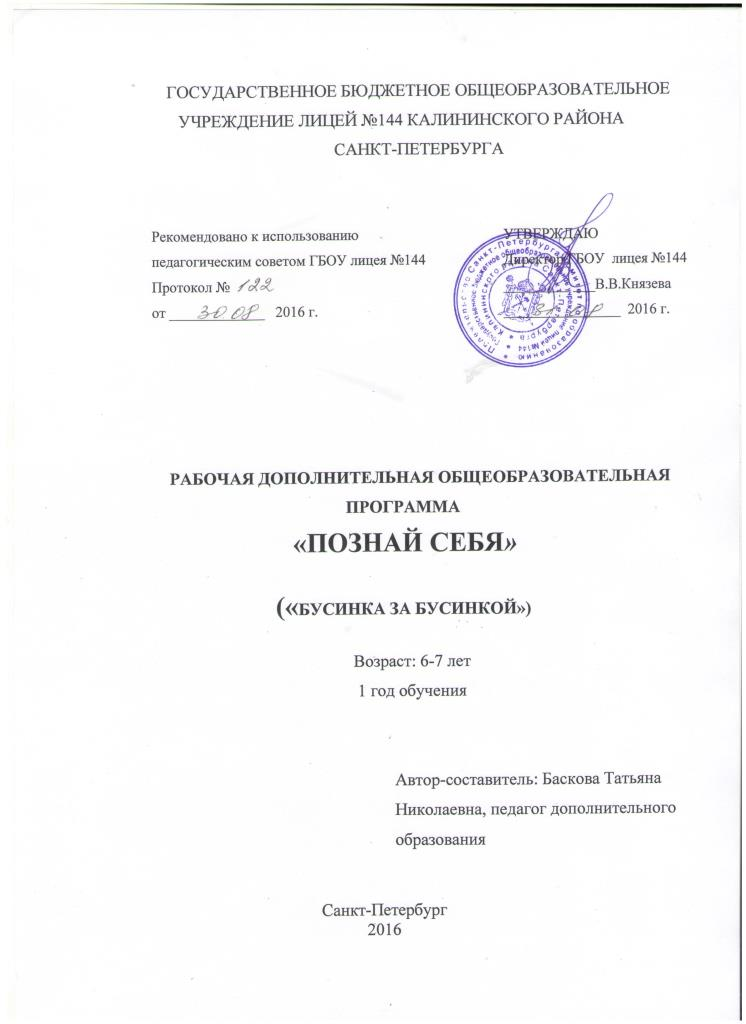 ГОСУДАРСТВЕННОЕ БЮДЖЕТНОЕ ОБЩЕОБРАЗОВАТЕЛЬНОЕ
УЧРЕЖДЕНИЕ ЛИЦЕЙ №144 КАЛИНИНСКОГО РАЙОНА
САНКТ-ПЕТЕРБУРГА
Рекомендовано к использованию
педагогическим советом ГБОУ лицея №144
Протокол № 122
от 30 08 2016 г.
УТВЕРЖДАЮ
Директор ГБОУ лицея №144
В.В.Князева
2016 г.
РАБОЧАЯ ДОПОЛНИТЕЛЬНАЯ ОБЩЕОБРАЗОВАТЕЛЬНАЯ
ПРОГРАММА
«ПОЗНАЙ СЕБЯ»
(«БУСИНКА ЗА БУСИНКОЙ»)
Возраст: 6-7 лет
1 год обучения
Автор-составитель: Баскова Татьяна
Николаевна, педагог дополнительного
образования
Санкт-Петербург
2016